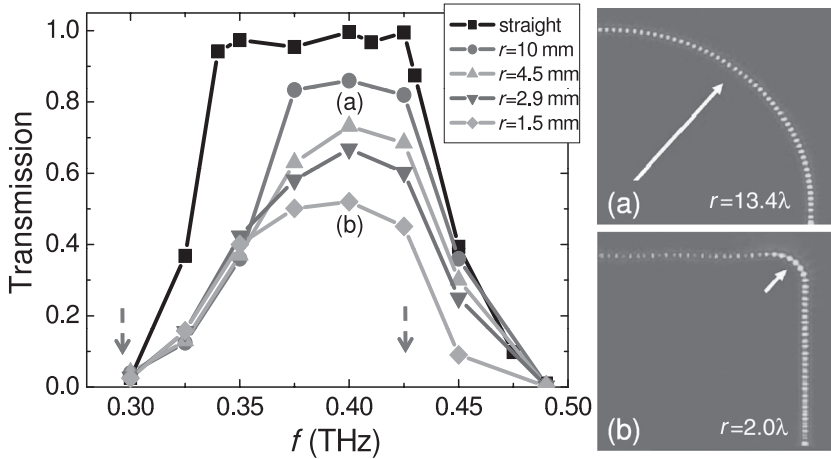 Transmission
1.0
0.8
0.6
0.4
0.2
0.0
0.30
0.35
0.40
0.45
0.50
f (THz)
straight
r=10 mm
r=4.5 mm
r=2.9 mm
r=1.5 mm
(a)
(b)
(a)
r=13.4λ
(b)
r=2.0λ